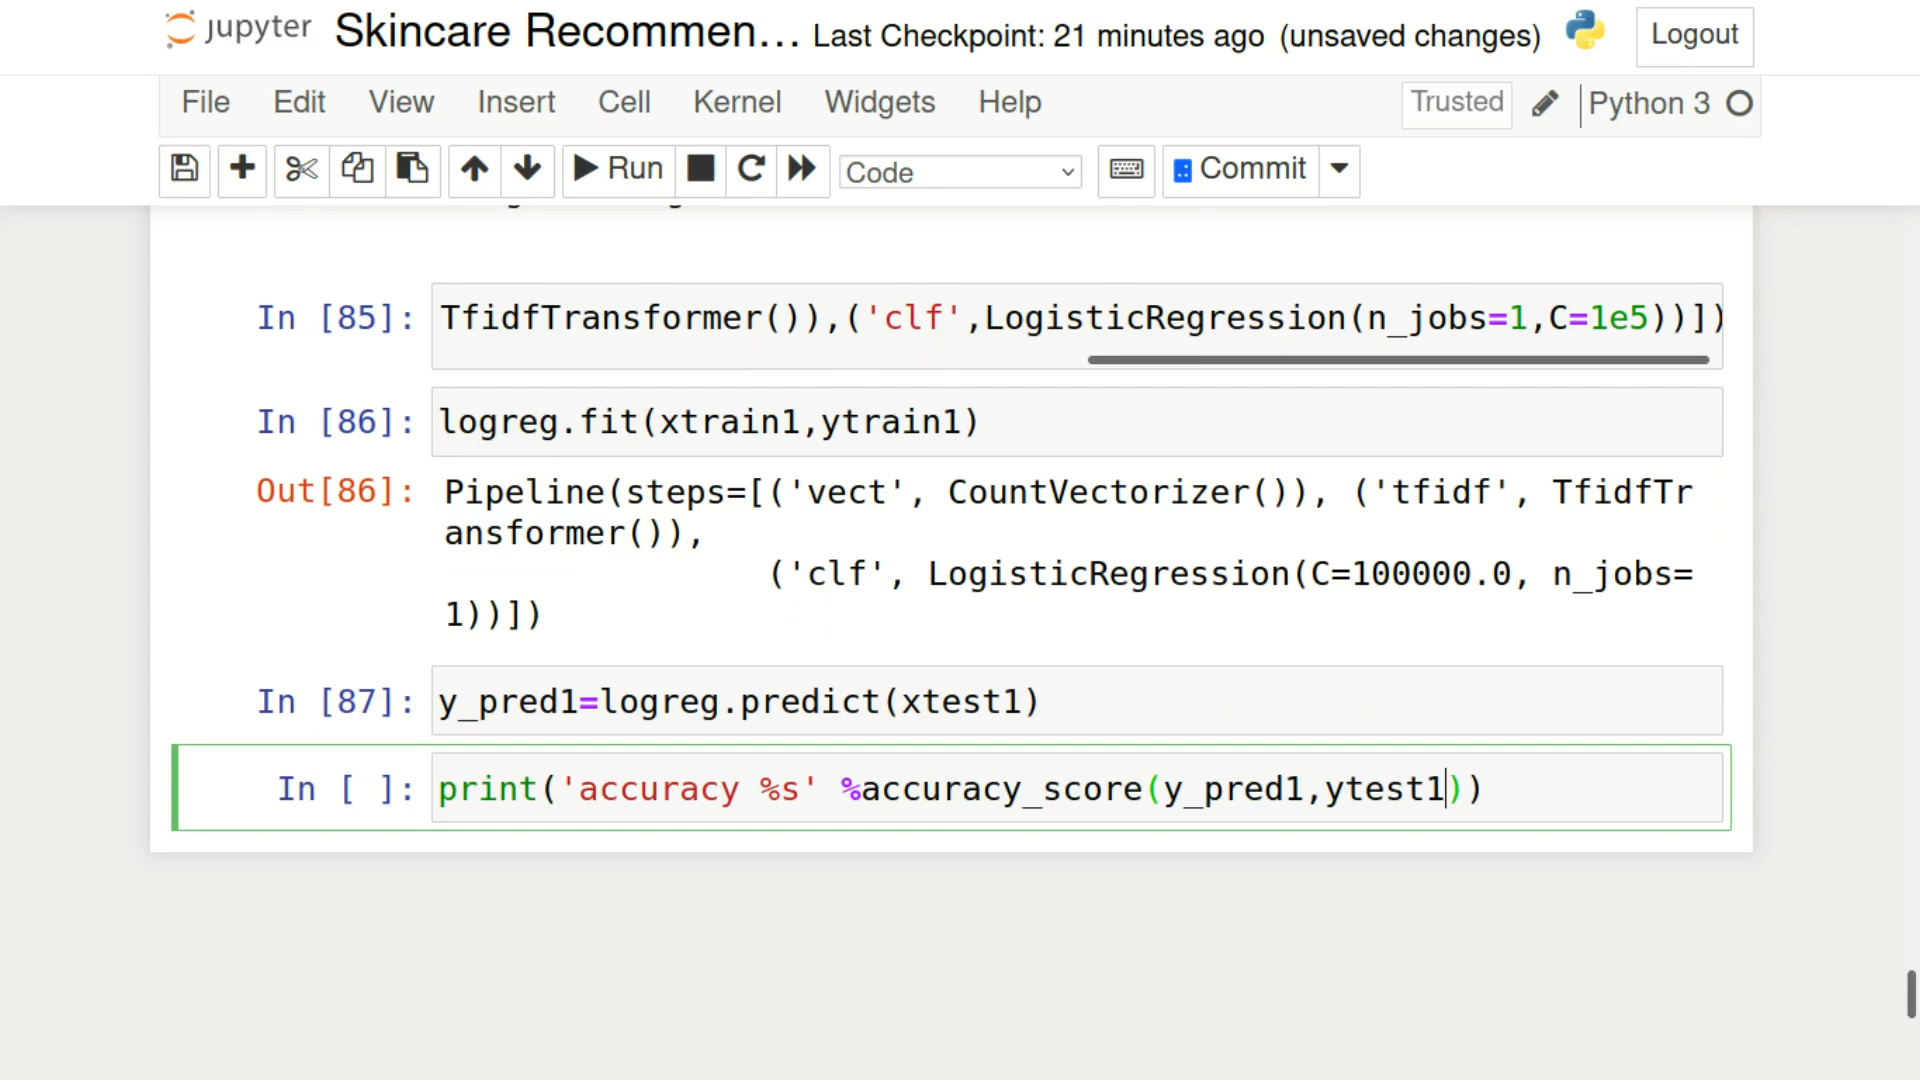 jupyter Skincare Recommen... Last Checkpoint: 21 minutes ago (unsaved changes) Logout
File Edit View Insert Cell Kernel Widgets Help Trusted Python 3
Run Code Commit
In [85]: TfidfTransformer()),('clf',LogisticRegression(n_jobs=1,C=1e5))])
In [86]: logreg.fit(xtrain1,ytrain1)
Out[86]: Pipeline(steps=[('vect', CountVectorizer()), ('tfidf', TfidfTr
ansformer()),
('clf', LogisticRegression(C=100000.0, n_jobs=
1))])
In [87]: y_pred1=logreg.predict(xtest1)
In [ ]: print('accuracy %s' %accuracy_score(y_pred1,ytest1))